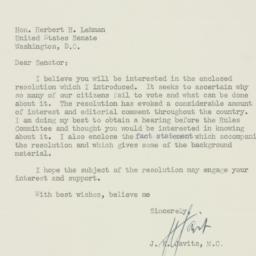 Hon. Herbert H. Lehman
United States Senate
Washington, D.C.
Dear Senator:
I believe you will be interested in the enclosed
resolution which I introduced. It seeks to ascertain why
so many of our citizens fail to vote and what can be done
about it. The resolution has evoked a considerable amount
of interest and editorial comment throughout the country.
I am doing my best to obtain a hearing before the Rules
Committee and thought you would be interested in knowing
about it. I also enclose the fact statement which accompani
the resolution and which gives some of the background
material.
I hope the subject of the resolution may engage your
interest and support.
With best wishes, believe me
Sincerely,
J. K. Javits, M.C.